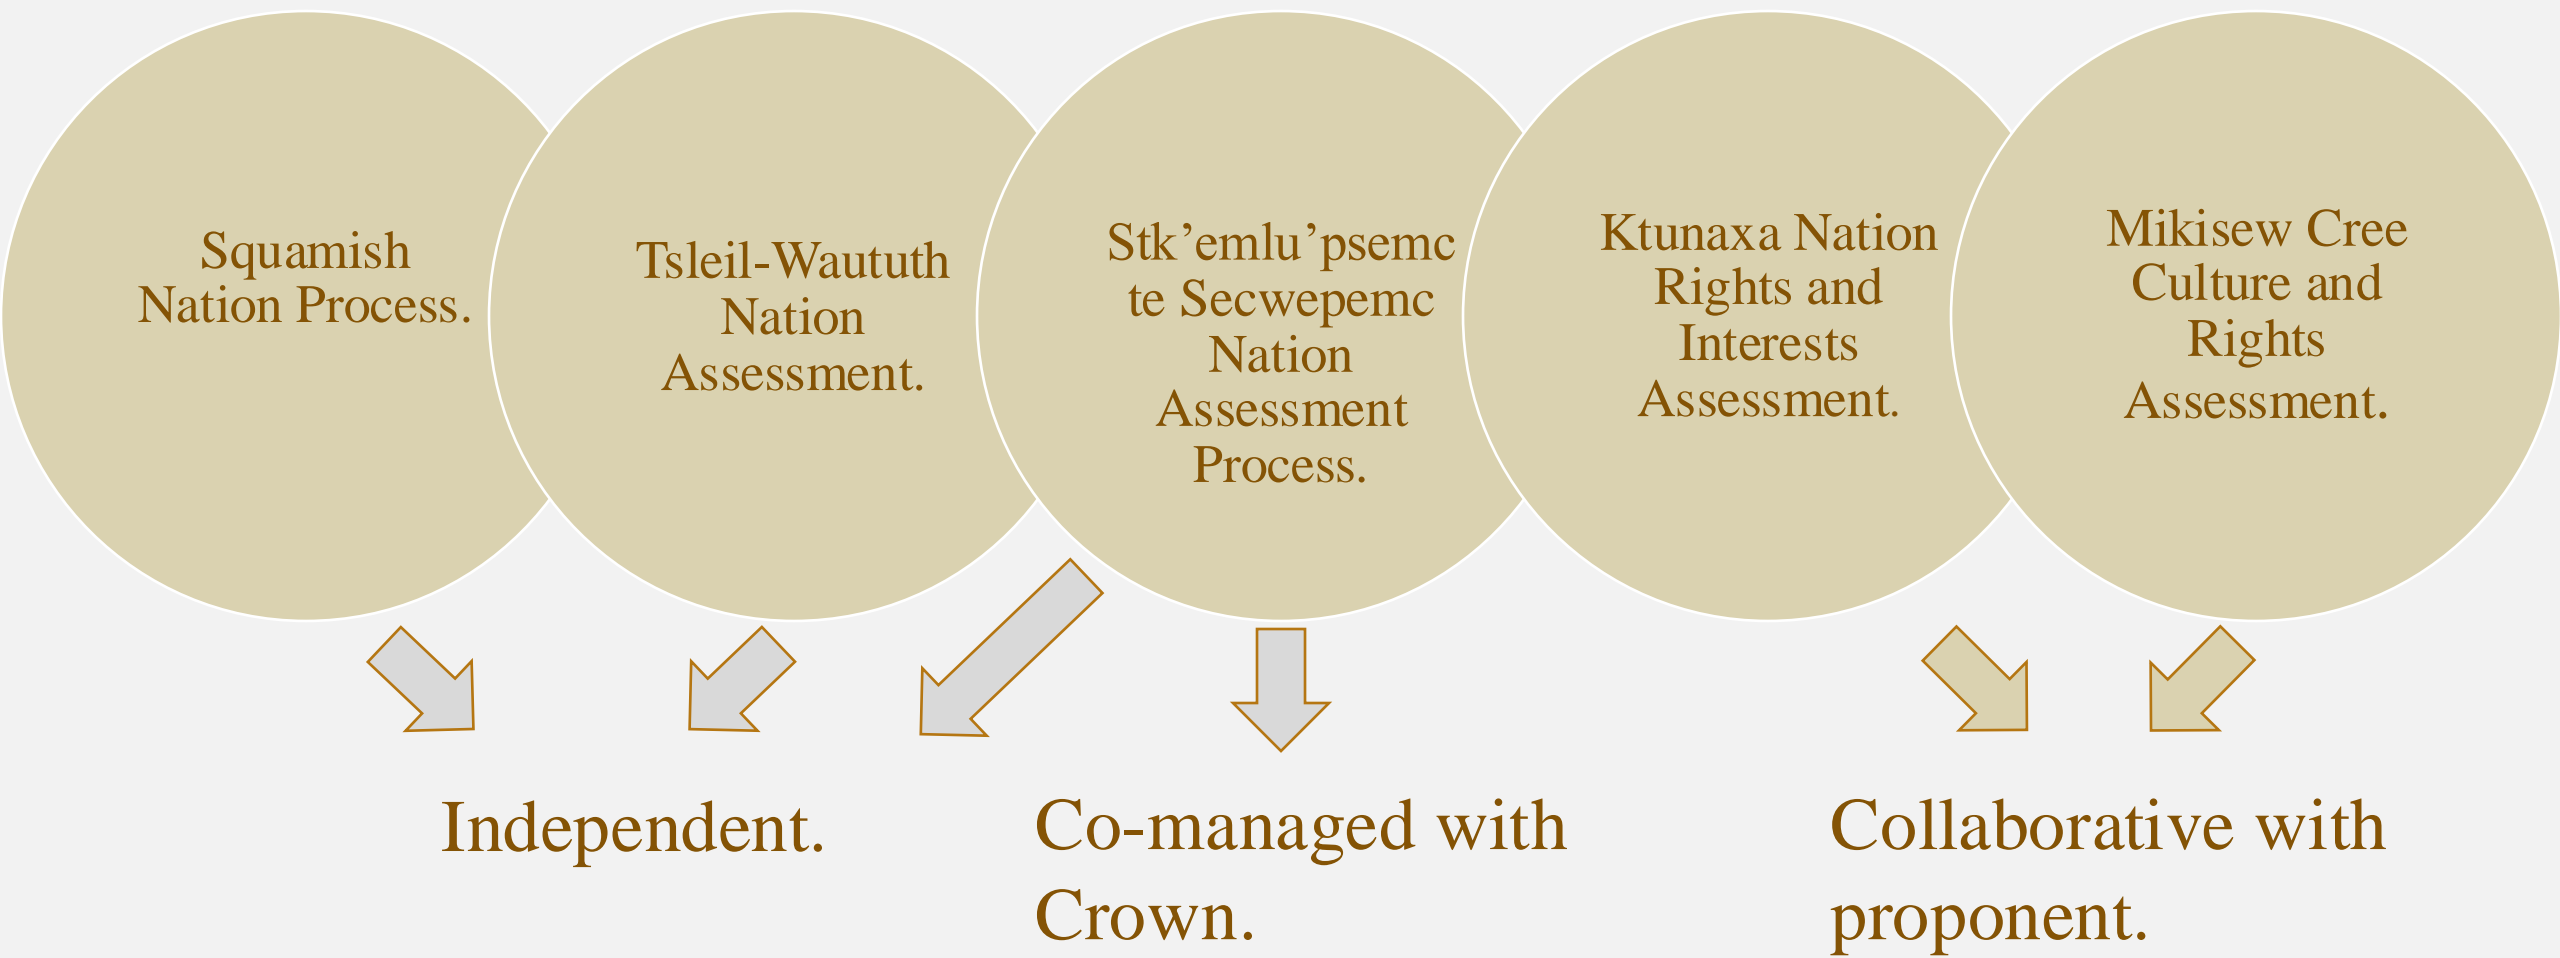 Squamish
Nation Process.
Tsleil-Waututh
Nation
Assessment.
Stk’emlu’psemc
te Secwepemc
Nation
Assessment
Process.
Ktunaxa Nation
Rights and
Interests
Assessment.
Mikisew Cree
Culture and
Rights
Assessment.
Independent.
Co-managed with
Crown.
Collaborative with
proponent.